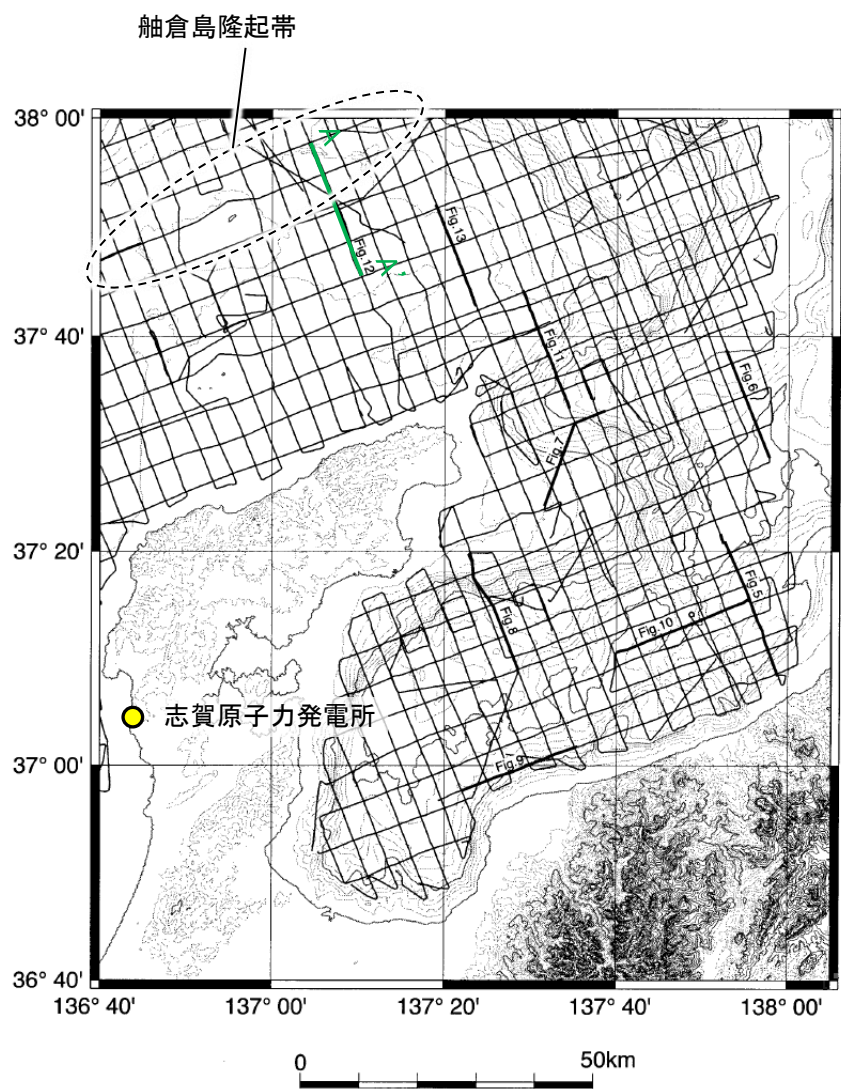 舳倉島隆起帯
38° 00'
A
Fig.12
A'
Fig.13
37° 40'
Fig.11
Fig.6
Fig.7
37° 20'
Fig.5
Fig.8
Fig.10
志賀原子力発電所
37° 00'
Fig.9
36° 40'
136° 40'
137° 00'
137° 20'
137° 40'
138° 00'
0
50km